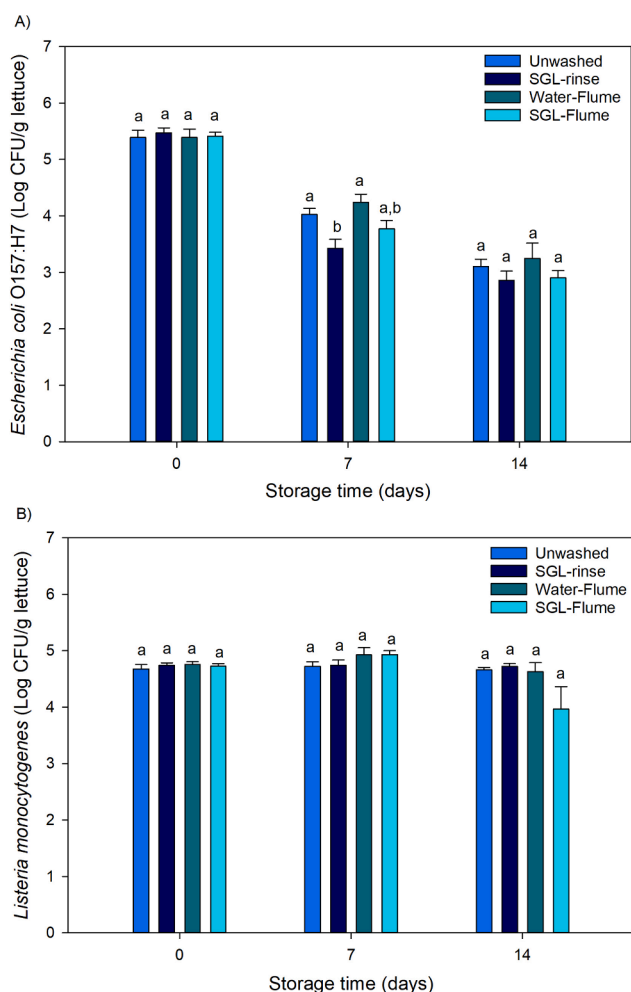 A)
7
6
5
4
3
2
1
0
Escherichia coli O157:H7 (Log CFU/g lettuce)
Unwashed
SGL-rinse
Water-Flume
SGL-Flume
a a a a
a b a a,b
a a a a
0 7 14
Storage time (days)
B)
7
6
5
4
3
2
1
0
Listeria monocytogenes (Log CFU/g lettuce)
Unwashed
SGL-rinse
Water-Flume
SGL-Flume
a a a a
a a a a
a a a a
0 7 14
Storage time (days)